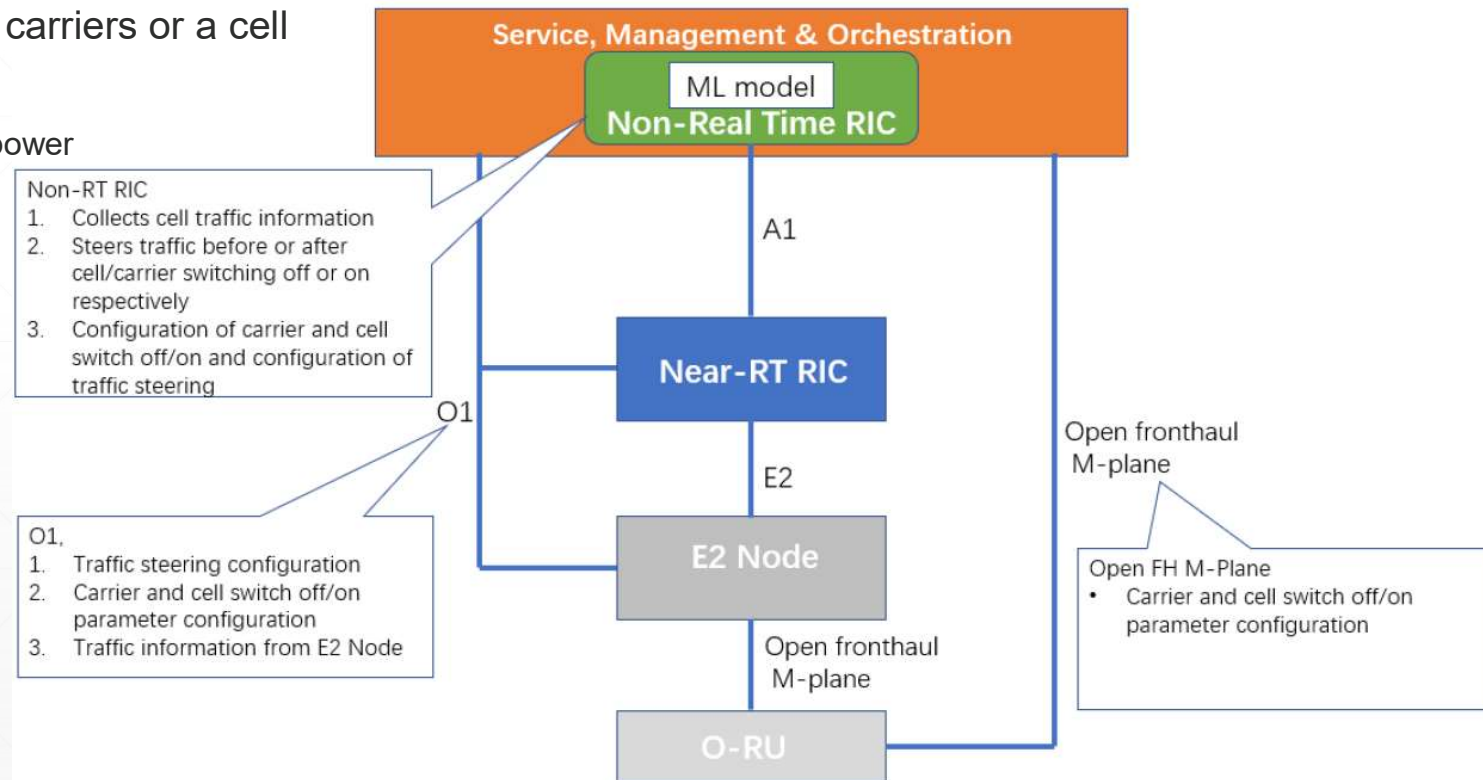 carriers or a cell
power
Service, Management & Orchestration
ML model
Non-Real Time RIC
Non-RT RIC
1. Collects cell traffic information
2. Steers traffic before or after
cell/carrier switching off or on
respectively
3. Configuration of carrier and cell
switch off/on and configuration of
traffic steering
A1
Near-RT RIC
O1
Open fronthaul
M-plane
E2
O1,
1. Traffic steering configuration
2. Carrier and cell switch off/on
parameter configuration
3. Traffic information from E2 Node
E2 Node
Open FH M-Plane
• Carrier and cell switch off/on
parameter configuration
Open fronthaul
M-plane
O-RU